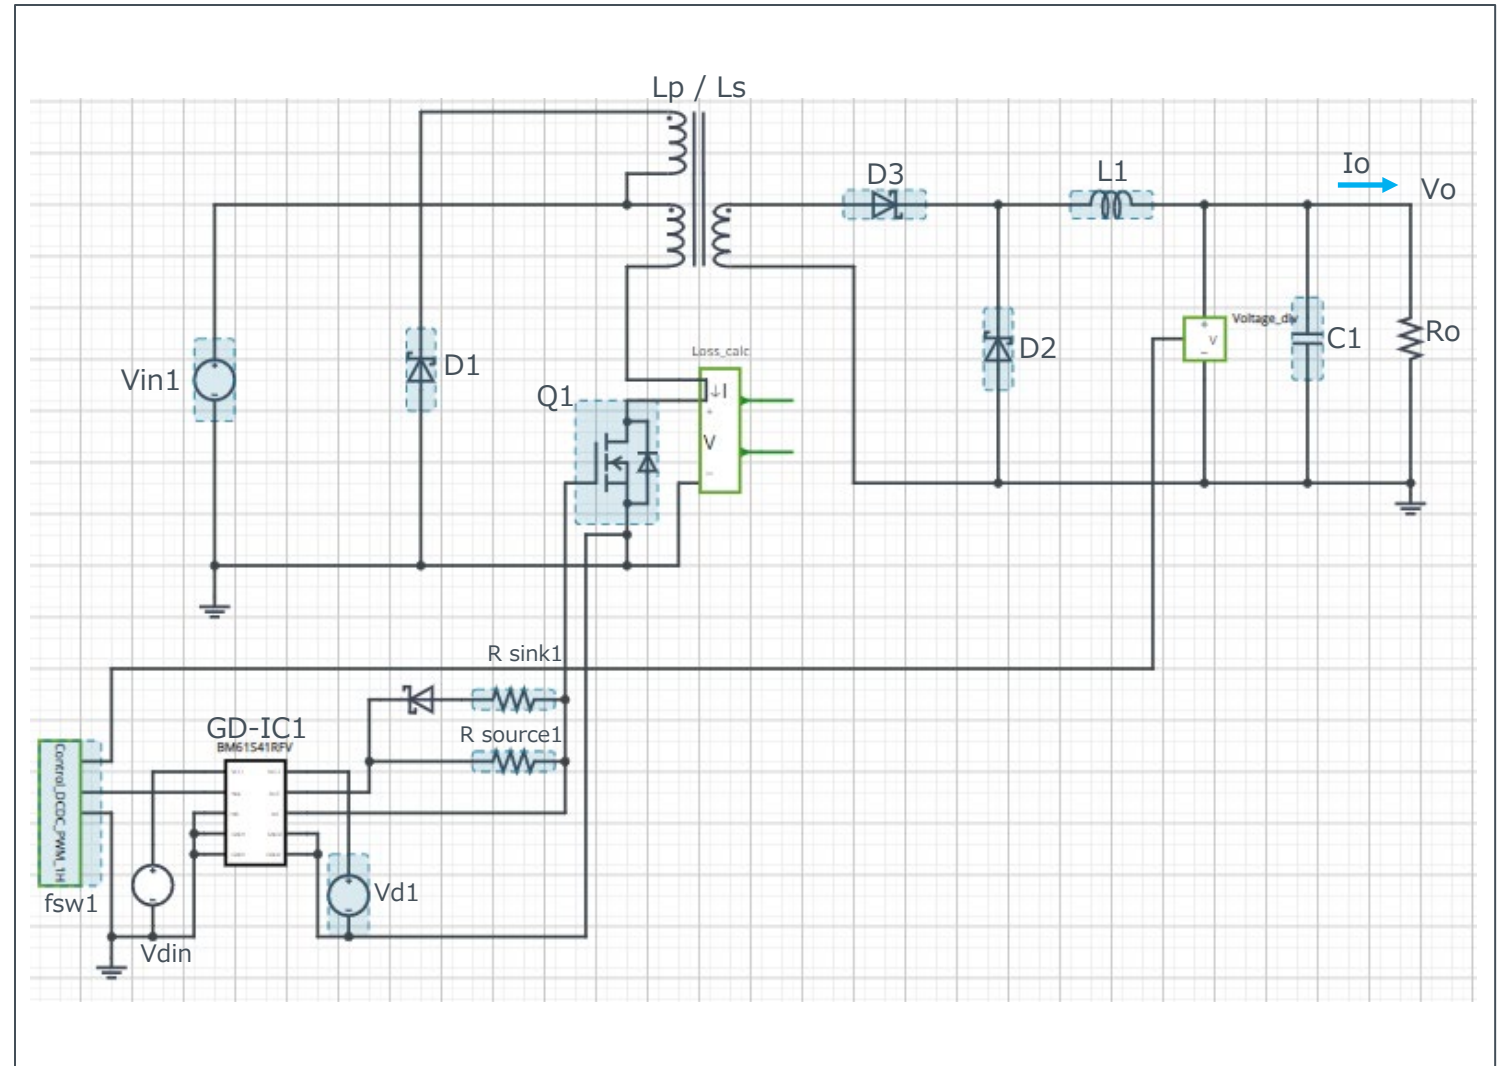 Lp / Ls
Io
Vo
D3
L1
Vin1
D1
Loss_calc
Q1
I
+
V
−
D2
Voltage_div
+
V
−
C1
Ro
R sink1
R source1
GD-IC1
BM61S41RFV
Control_DCDC_PWM_1H
fsw1
Vdin
Vd1